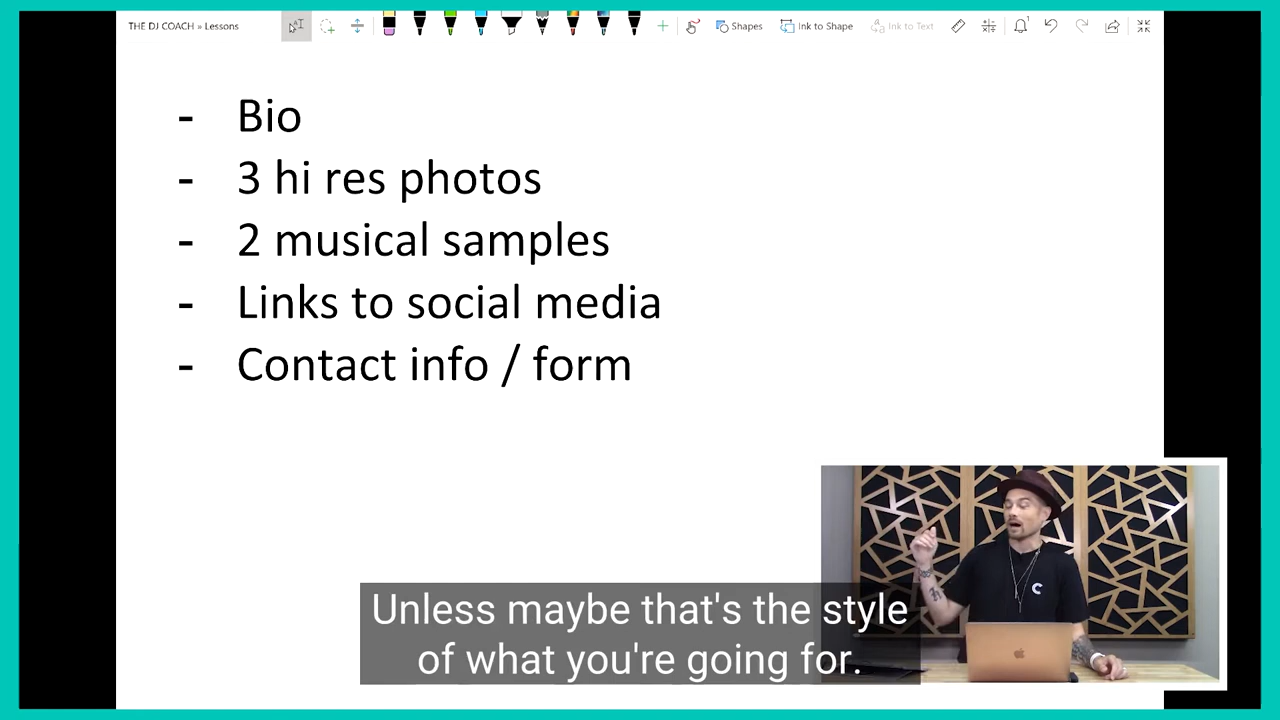 THE DJ COACH » Lessons
Shapes
Ink to Shape
Ink to Text
- Bio
- 3 hi res photos
- 2 musical samples
- Links to social media
- Contact info / form
C
Unless maybe that's the style
of what you're going for.